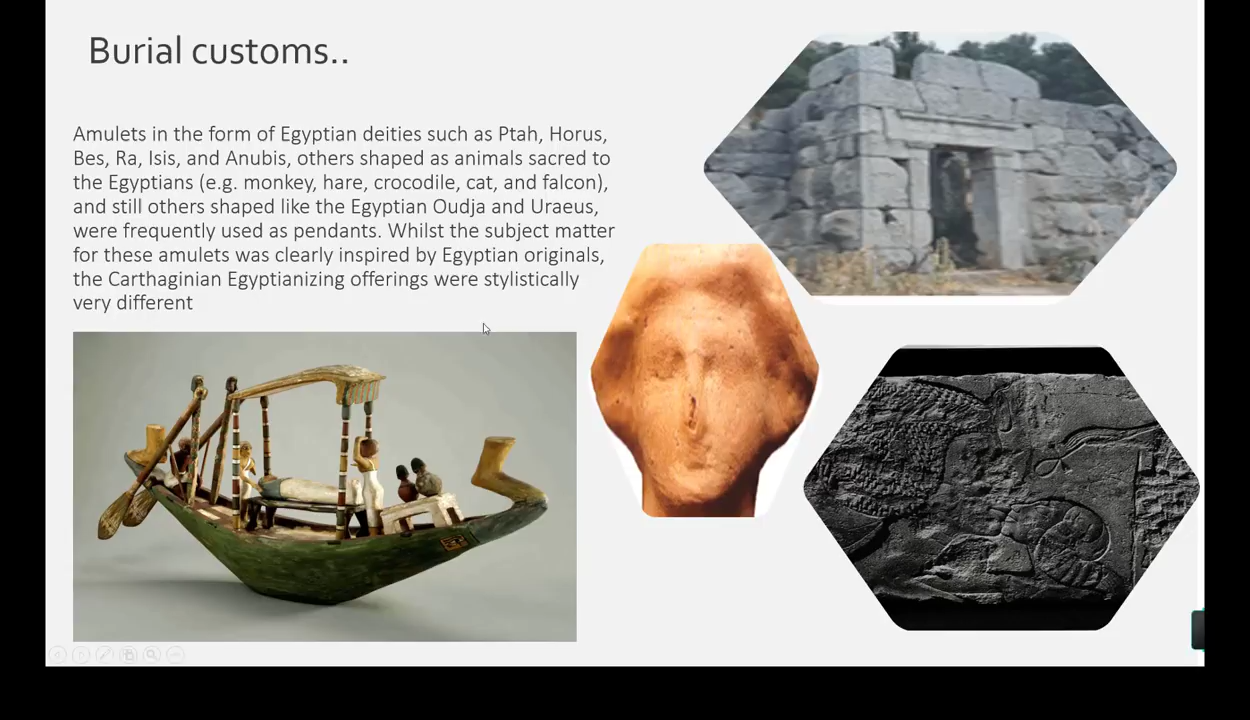 Burial customs..
Amulets in the form of Egyptian deities such as Ptah, Horus,
Bes, Ra, Isis, and Anubis, others shaped as animals sacred to
the Egyptians (e.g. monkey, hare, crocodile, cat, and falcon),
and still others shaped like the Egyptian Oudja and Uraeus,
were frequently used as pendants. Whilst the subject matter
for these amulets was clearly inspired by Egyptian originals,
the Carthaginian Egyptianizing offerings were stylistically
very different